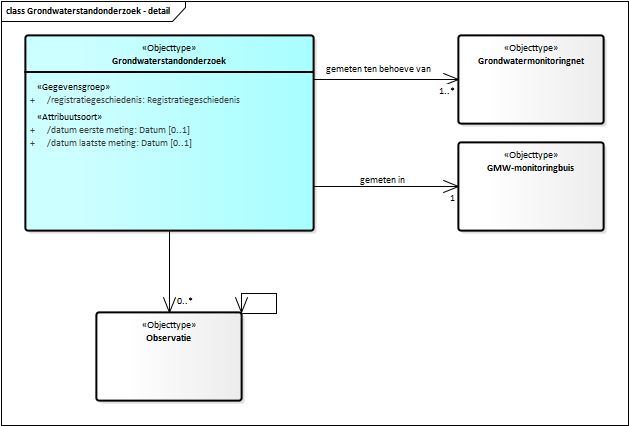 class Grondwaterstandonderzoek - detail
«Objecttype»
Grondwaterstandonderzoek
«Gegevensgroep»
+ /registratiegeschiedenis: Registratiegeschiedenis
«Attribuutsoort»
+ /datum eerste meting: Datum [0..1]
+ /datum laatste meting: Datum [0..1]
gemeten ten behoeve van
1..*
«Objecttype»
Grondwatermonitoringnet
gemeten in
1
«Objecttype»
GMW-monitoringbuis
0..*
«Objecttype»
Observatie